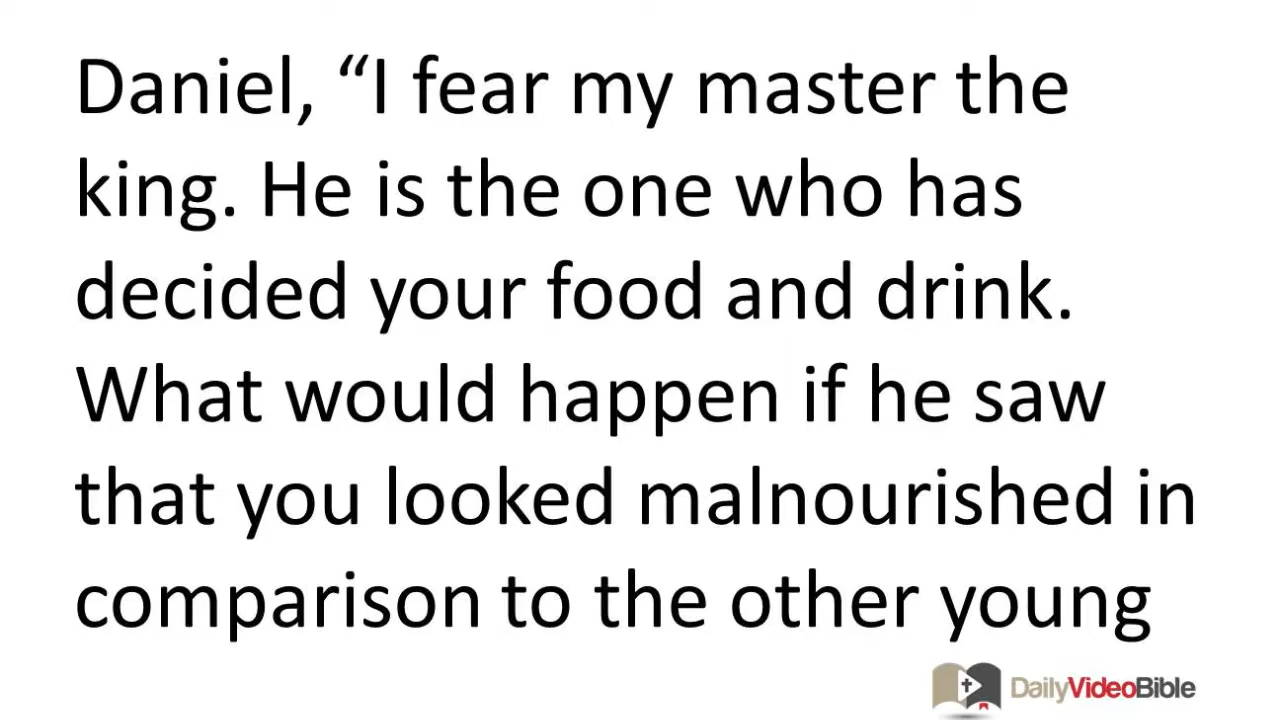 Daniel, “I fear my master the
king. He is the one who has
decided your food and drink.
What would happen if he saw
that you looked malnourished in
comparison to the other young
DailyVideoBible